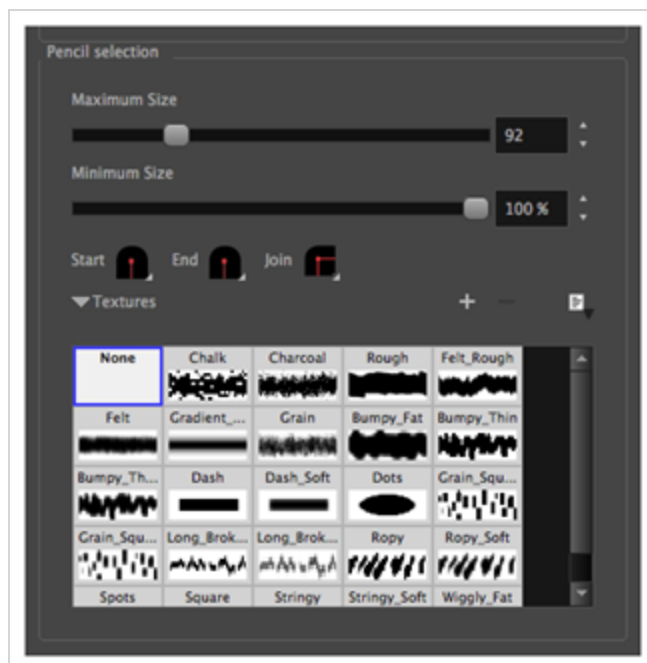 Pencil selection
Maximum Size
92
Minimum Size
100 %
Start End Join
Textures
None Chalk Charcoal Rough Felt_Rough
Felt Gradient_... Grain Bumpy_Fat Bumpy_Thin
Bumpy_Th... Dash Dash_Soft Dots Grain_Squ...
Grain_Squ... Long_Brok... Long_Brok... Ropy Ropy_Soft
Spots Square Stringy Stringy_Soft Wiggly_Fat